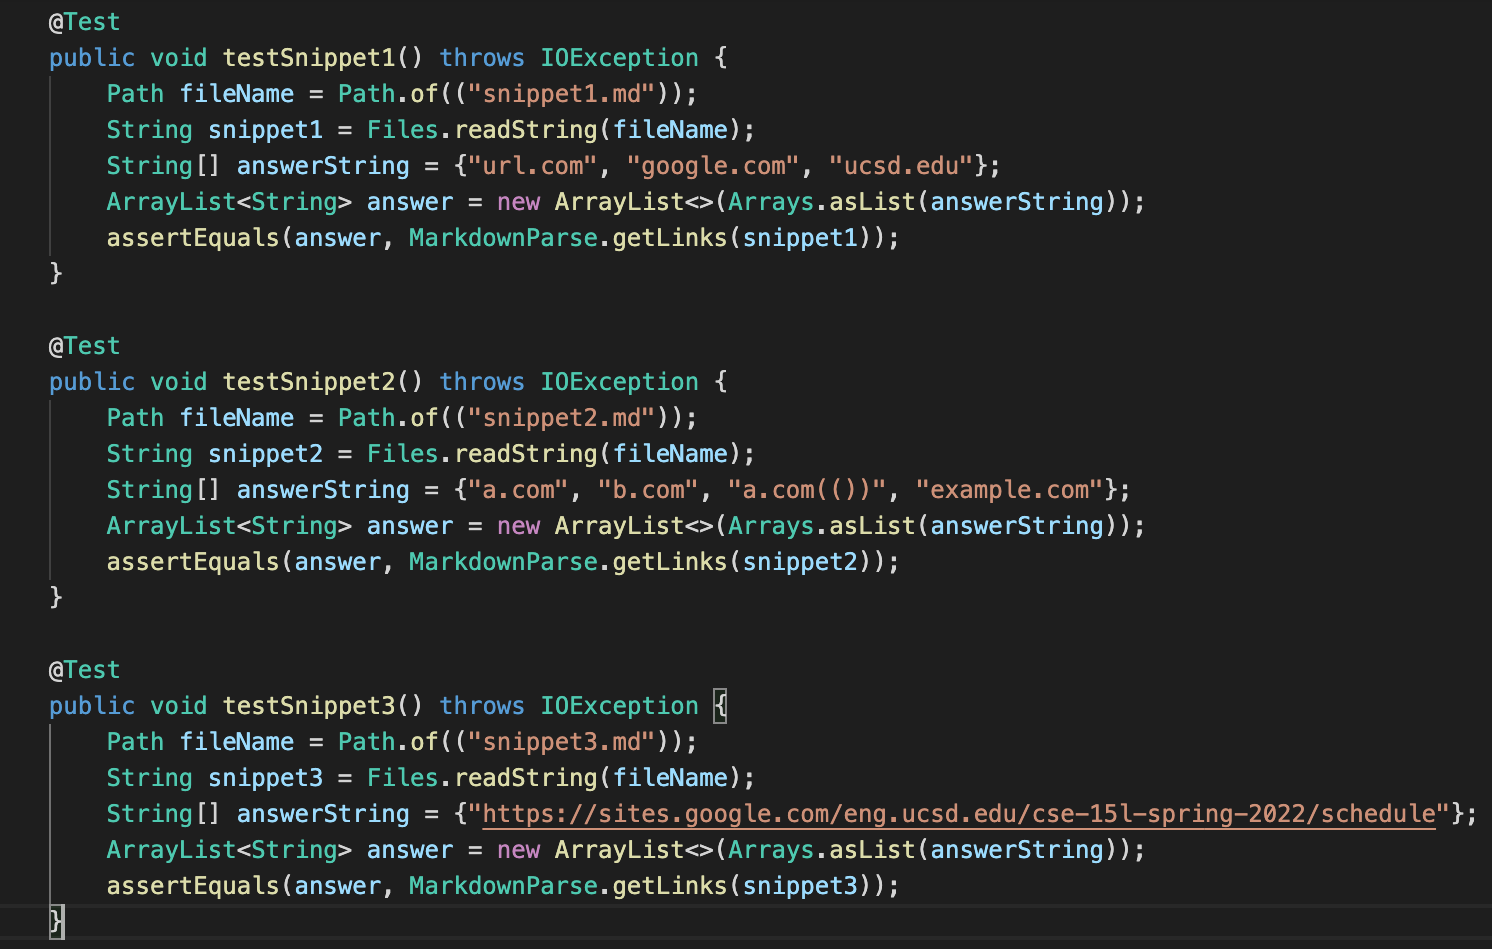 @Test
public void testSnippet1() throws IOException {
    Path fileName = Path.of(("snippet1.md"));
    String snippet1 = Files.readString(fileName);
    String[] answerString = {"url.com", "google.com", "ucsd.edu"};
    ArrayList<String> answer = new ArrayList<>(Arrays.asList(answerString));
    assertEquals(answer, MarkdownParse.getLinks(snippet1));
}

@Test
public void testSnippet2() throws IOException {
    Path fileName = Path.of(("snippet2.md"));
    String snippet2 = Files.readString(fileName);
    String[] answerString = {"a.com", "b.com", "a.com(())", "example.com"};
    ArrayList<String> answer = new ArrayList<>(Arrays.asList(answerString));
    assertEquals(answer, MarkdownParse.getLinks(snippet2));
}

@Test
public void testSnippet3() throws IOException {
    Path fileName = Path.of(("snippet3.md"));
    String snippet3 = Files.readString(fileName);
    String[] answerString = {"https://sites.google.com/eng.ucsd.edu/cse-15l-spring-2022/schedule"};
    ArrayList<String> answer = new ArrayList<>(Arrays.asList(answerString));
    assertEquals(answer, MarkdownParse.getLinks(snippet3));
}